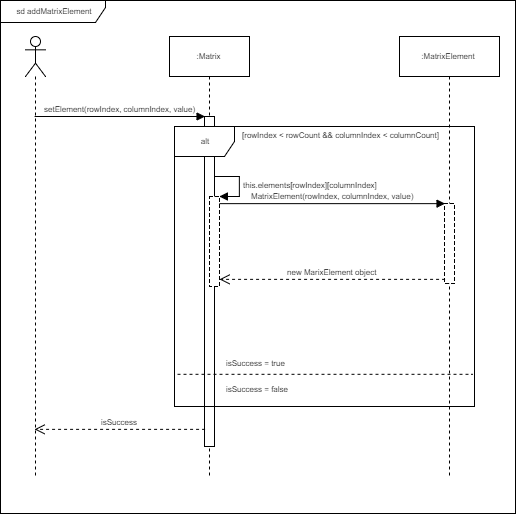 sd addMatrixElement
:Matrix
:MatrixElement
setElement(rowIndex, columnIndex, value)
alt
[rowIndex < rowCount && columnIndex < columnCount]
this.elements[rowIndex][columnIndex]
MatrixElement(rowIndex, columnIndex, value)
new MarixElement object
isSuccess = true
isSuccess = false
isSuccess